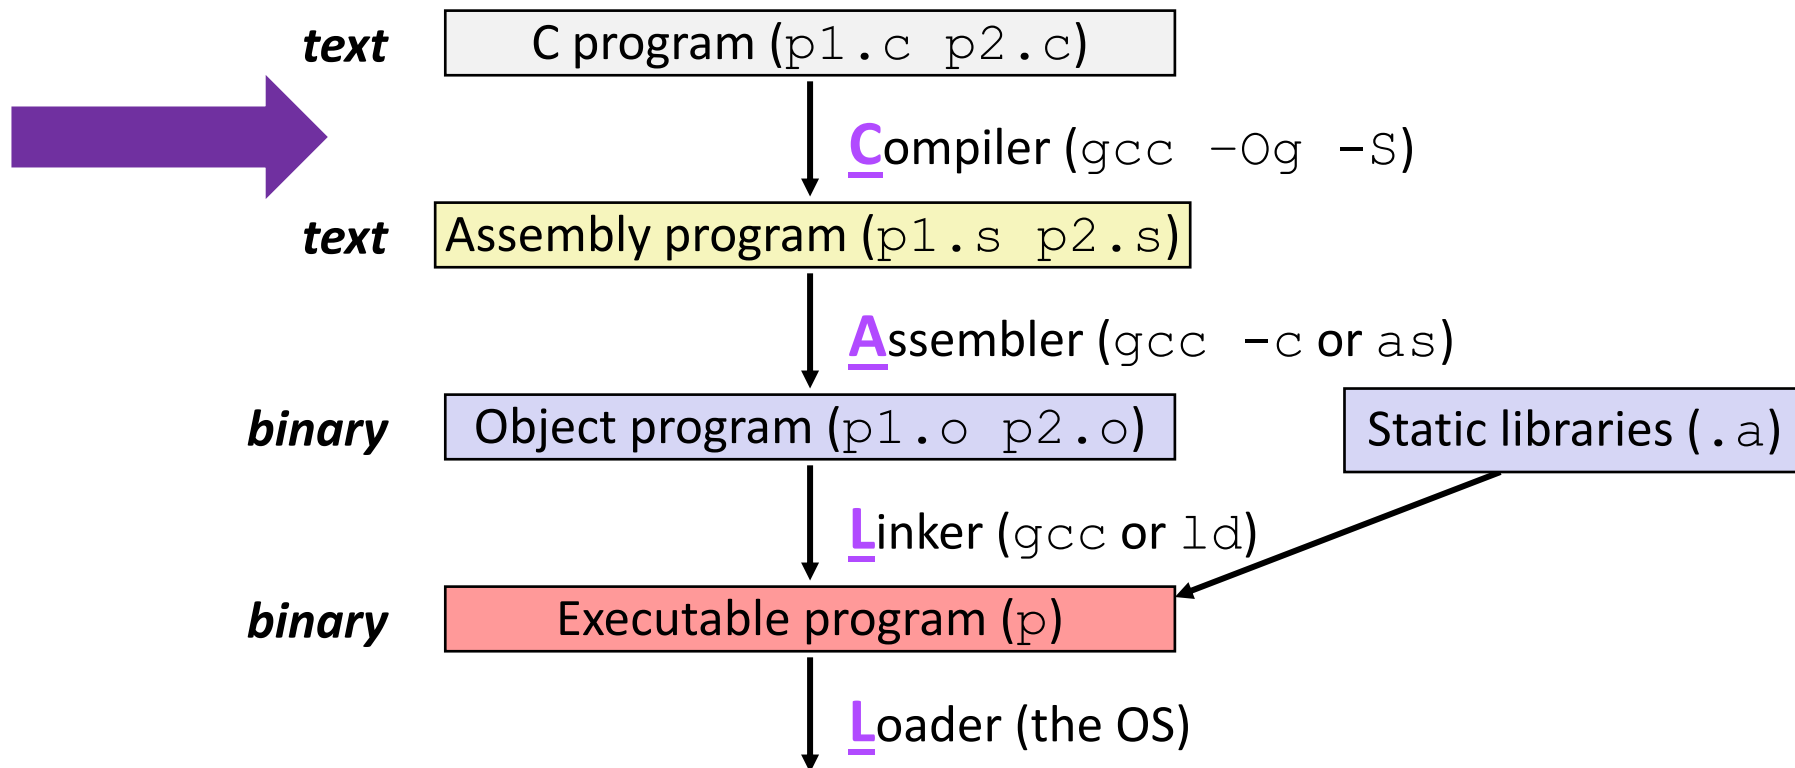 text C program (p1.c p2.c)
Compiler (gcc –Og -S)
text Assembly program (p1.s p2.s)
Assembler (gcc -c or as)
binary Object program (p1.o p2.o) Static libraries (.a)
Linker (gcc or ld)
binary Executable program (p)
Loader (the OS)